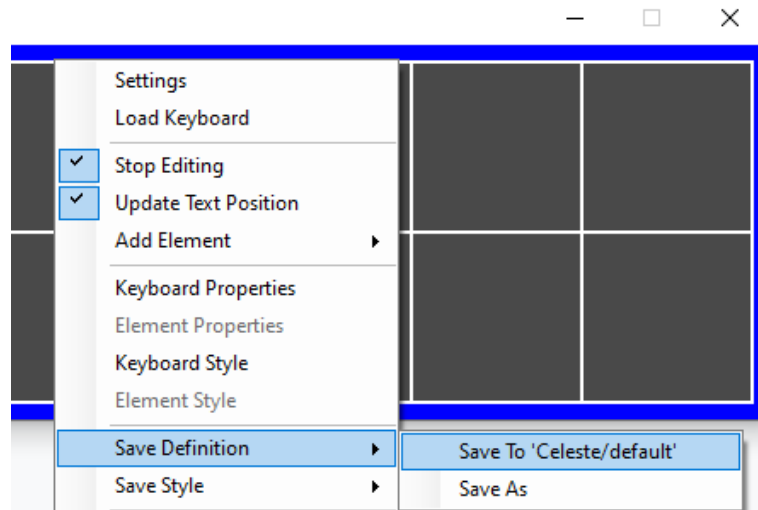 Settings
Load Keyboard
Stop Editing
Update Text Position
Add Element
Keyboard Properties
Element Properties
Keyboard Style
Element Style
Save Definition
Save To 'Celeste/default'
Save Style
Save As